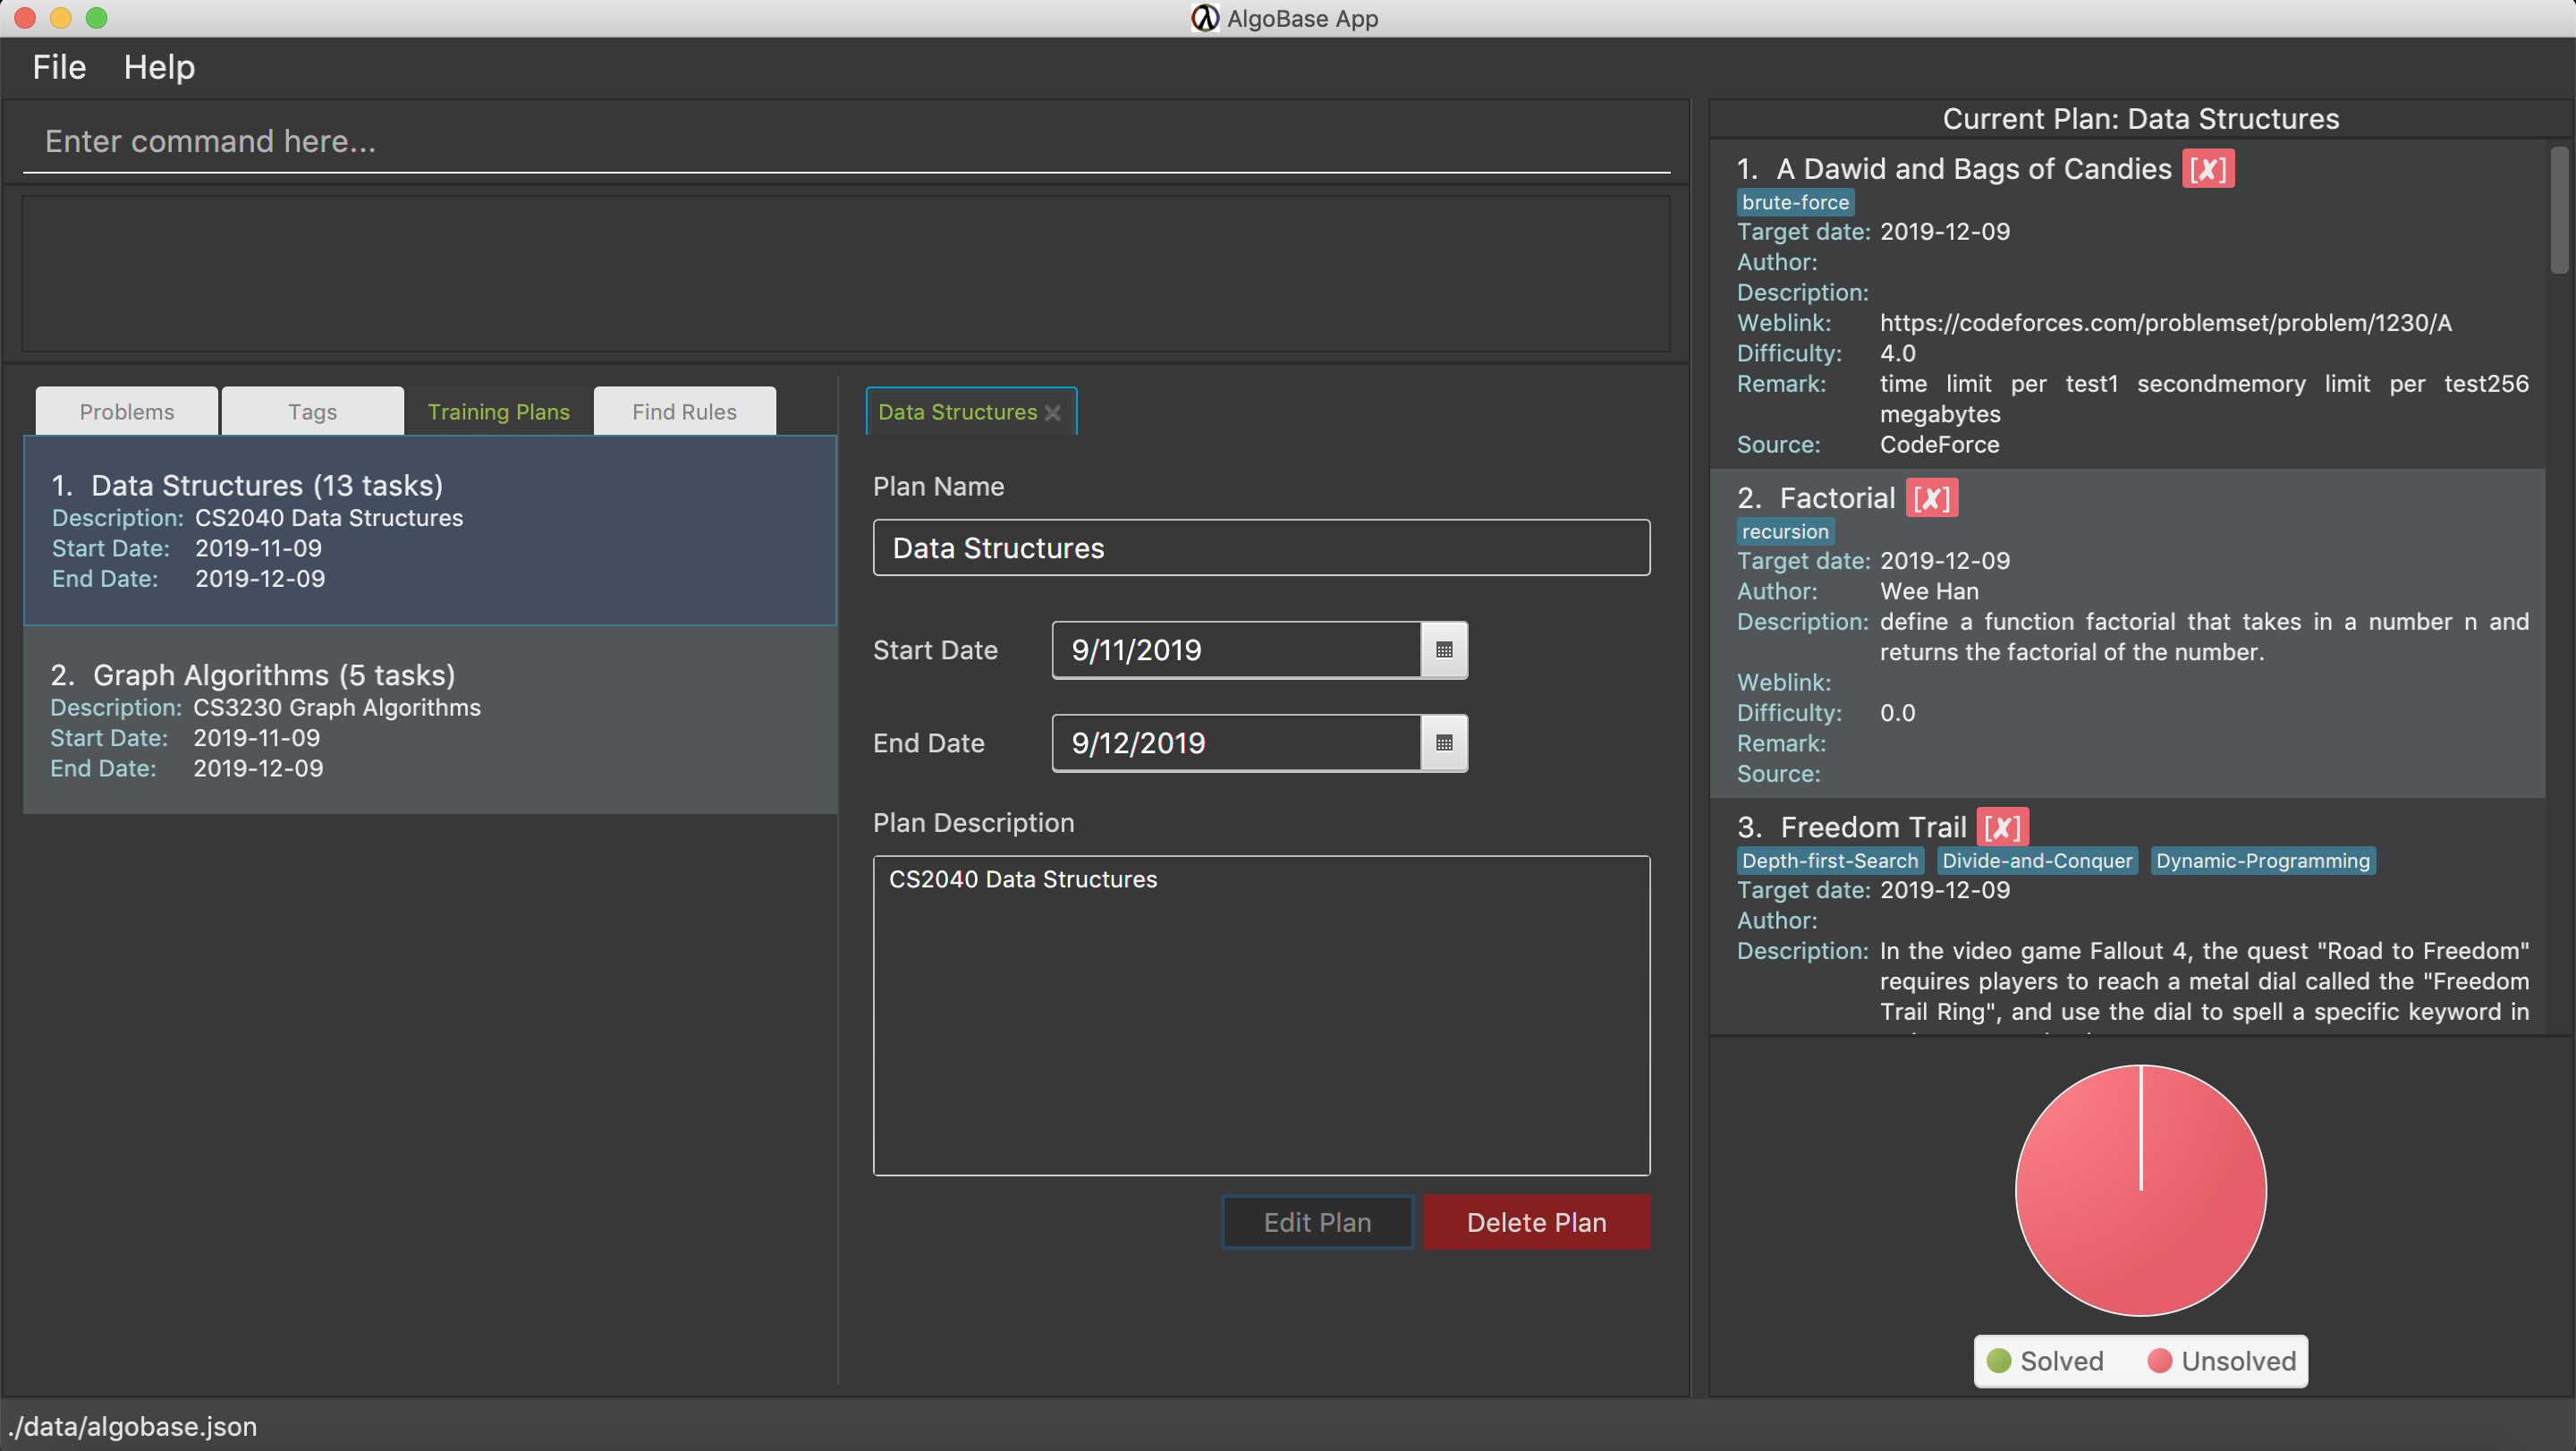 AlgoBase App
File Help
Enter command here...
Problems Tags Training Plans Find Rules
1. Data Structures (13 tasks)
Description: CS2040 Data Structures
Start Date: 2019-11-09
End Date: 2019-12-09
2. Graph Algorithms (5 tasks)
Description: CS3230 Graph Algorithms
Start Date: 2019-11-09
End Date: 2019-12-09
Data Structures
Plan Name
Data Structures
Start Date 9/11/2019
End Date 9/12/2019
Plan Description
CS2040 Data Structures
Edit Plan Delete Plan
Current Plan: Data Structures
1. A Dawid and Bags of Candies [✗]
brute-force
Target date: 2019-12-09
Author:
Description:
Weblink: https://codeforces.com/problemset/problem/1230/A
Difficulty: 4.0
Remark: time limit per test1 secondmemory limit per test256
megabytes
Source: CodeForce
2. Factorial [✗]
recursion
Target date: 2019-12-09
Author: Wee Han
Description: define a function factorial that takes in a number n and
returns the factorial of the number.
Weblink:
Difficulty: 0.0
Remark:
Source:
3. Freedom Trail [✗]
Depth-first-Search Divide-and-Conquer Dynamic-Programming
Target date: 2019-12-09
Author:
Description: In the video game Fallout 4, the quest "Road to Freedom"
requires players to reach a metal dial called the "Freedom
Trail Ring", and use the dial to spell a specific keyword in
Solved Unsolved
./data/algobase.json